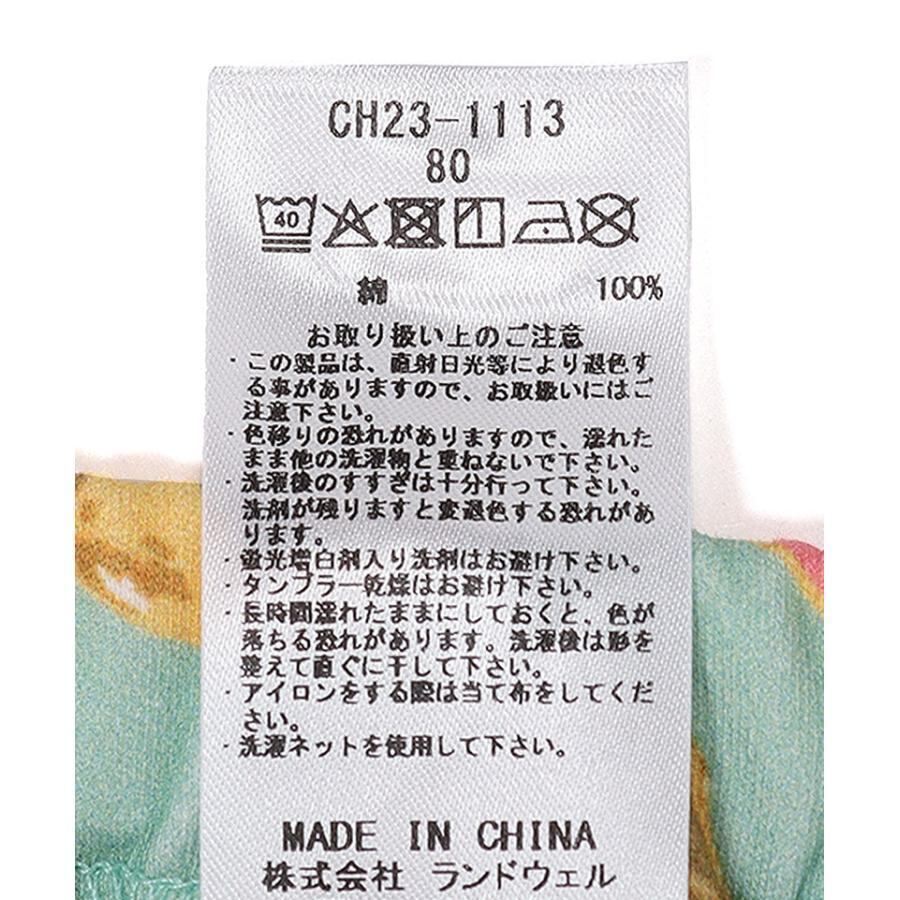 CH23-1113
80
40
綿 100%
お取り扱い上のご注意
・この製品は、直射日光等により退色す
る事がありますので、お取扱いにはご
注意下さい。
・色移りの恐れがありますので、濡れた
まま他の洗濯物と重ねないで下さい。
・洗濯後のすすぎは十分行って下さい。
洗剤が残りますと変退色する恐れがあ
ります。
・蛍光増白剤入り洗剤はお避け下さい。
・タンブラー乾燥はお避け下さい。
・長時間濡れたままにしておくと、色が
落ちる恐れがあります。洗濯後は形を
整えて直ぐに干して下さい。
・アイロンをする際は当て布をしてくだ
さい。
・洗濯ネットを使用して下さい。
MADE IN CHINA
株式会社 ランドウェル